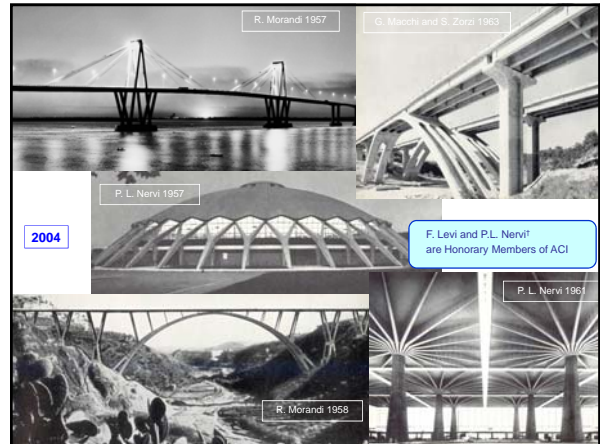 R. Morandi 1957
G. Macchi and S. Zorzi 1963
P. L. Nervi 1957
2004
F. Levi and P.L. Nervi†
are Honorary Members of ACI
P. L. Nervi 1961
R. Morandi 1958